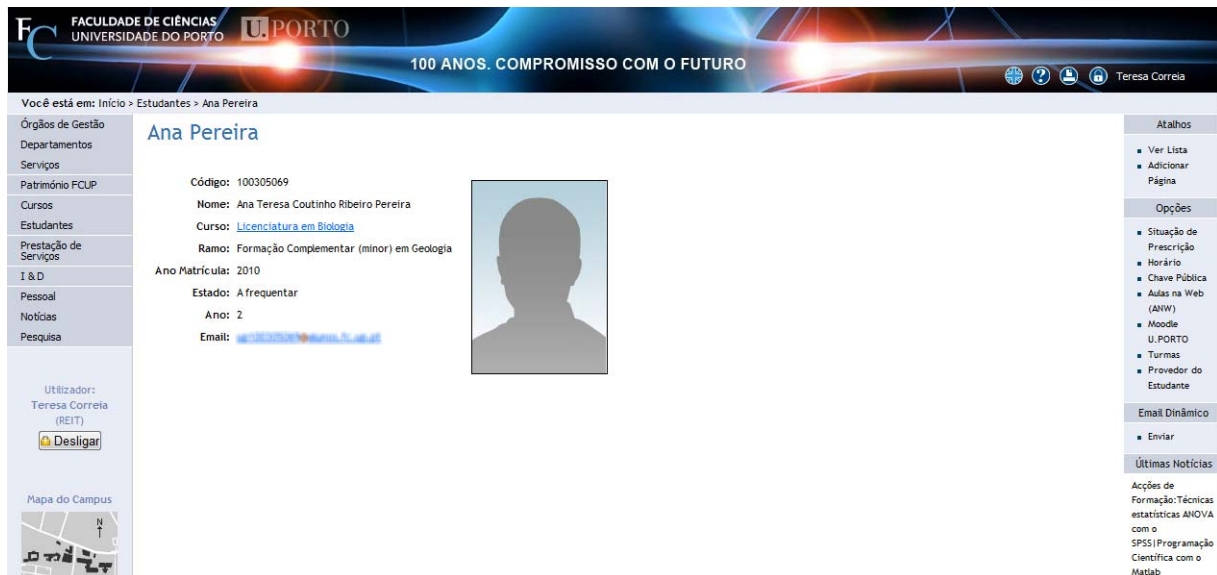 FACULDADE DE CIÊNCIAS
UNIVERSIDADE DO PORTO
FC
U.PORTO
100 ANOS. COMPROMISSO COM O FUTURO
Teresa Correia
Você está em: Início > Estudantes > Ana Pereira
Órgãos de Gestão
Departamentos
Serviços
Património FCUP
Cursos
Estudantes
Prestação de
Serviços
I & D
Pessoal
Notícias
Pesquisa
Utilizador:
Teresa Correia
(REIT)
Desligar
Mapa do Campus
N
Ana Pereira
Código: 100305069
Nome: Ana Teresa Coutinho Ribeiro Pereira
Curso: Licenciatura em Biologia
Ramo: Formação Complementar (minor) em Geologia
Ano Matrícula: 2010
Estado: A frequentar
Ano: 2
Email:
Atalhos
Ver Lista
Adicionar
Página
Opções
Situação de
Prescrição
Horário
Chave Pública
Aulas na Web
(ANW)
Moodle
U.PORTO
Turmas
Provedor do
Estudante
Email Dinâmico
Enviar
Últimas Notícias
Acções de
Formação:Técnicas
estatísticas ANOVA
com o
SPSS|Programação
Científica com o
Matlab